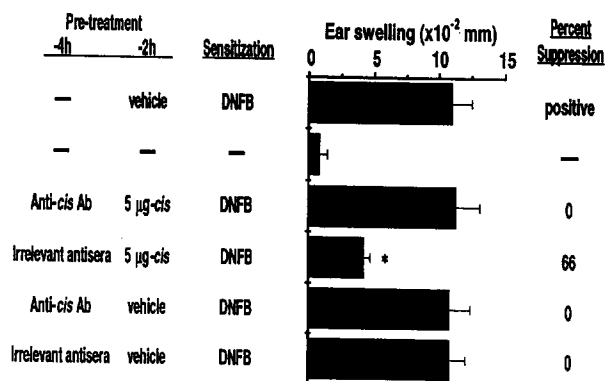 Pre-treatment
-4h -2h Sensitization
Ear swelling (x10-2 mm)
0 5 10 15
Percent
Suppression
— vehicle DNFB positive
— — — —
Anti-cis Ab 5 μg-cis DNFB 0
Irrelevant antisera 5 μg-cis DNFB * 66
Anti-cis Ab vehicle DNFB 0
Irrelevant antisera vehicle DNFB 0